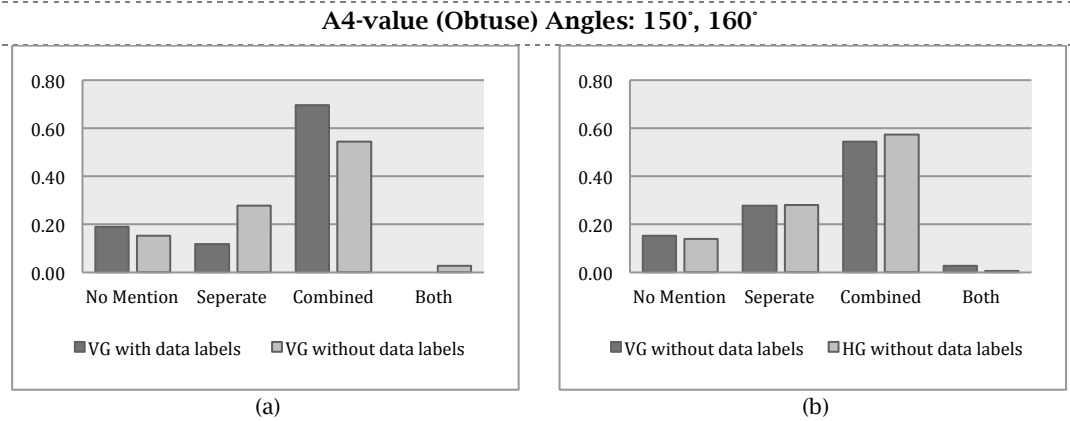 A4-value (Obtuse) Angles: 150°, 160°
0.80
0.60
0.40
0.20
0.00
No Mention Seperate Combined Both
VG with data labels VG without data labels
(a)
0.80
0.60
0.40
0.20
0.00
No Mention Seperate Combined Both
VG without data labels HG without data labels
(b)